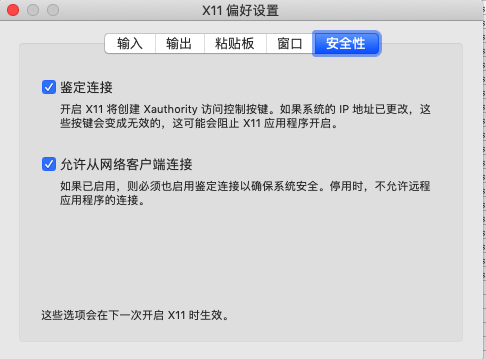 X11 偏好设置
输入 输出 粘贴板 窗口 安全性
鉴定连接
开启 X11 将创建 Xauthority 访问控制按键。如果系统的 IP 地址已更改，这
些按键会变成无效的，这可能会阻止 X11 应用程序开启。
允许从网络客户端连接
如果已启用，则必须也启用鉴定连接以确保系统安全。停用时，不允许远程
应用程序的连接。
这些选项会在下一次开启 X11 时生效。